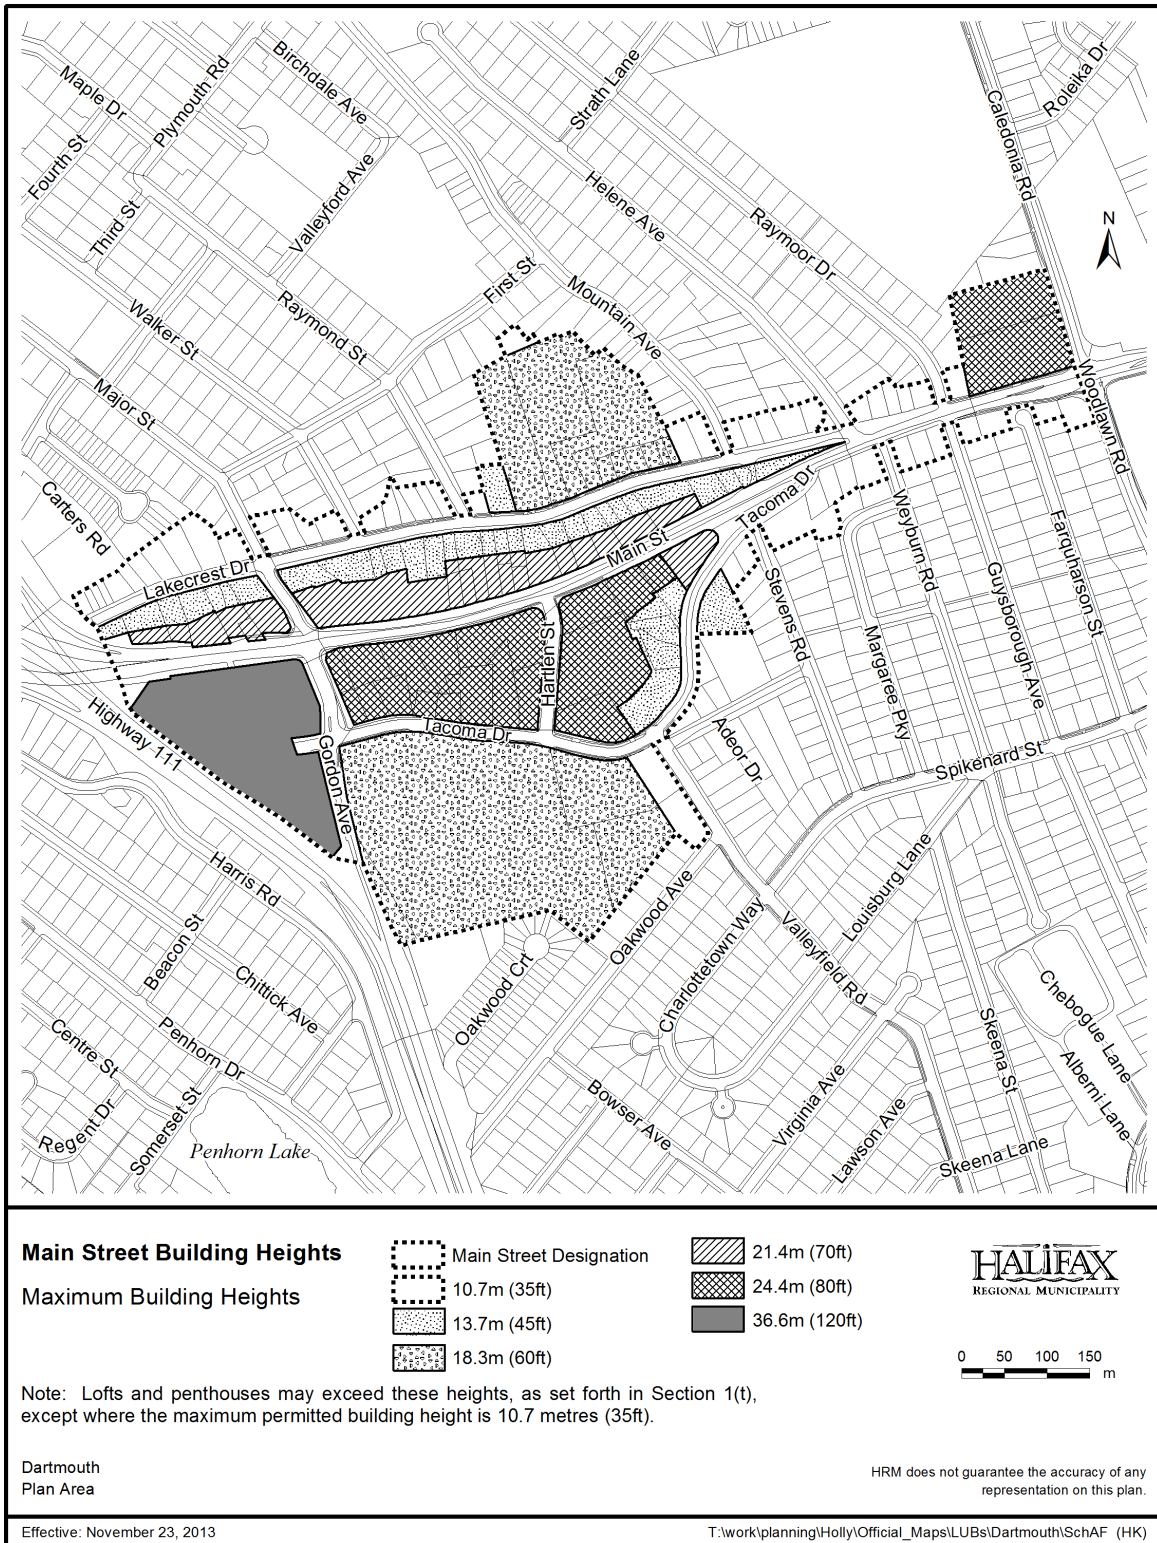 Maple Dr
Plymouth Rd
Birchdale Ave
Strath Lane
Caledonia Rd
Roleika Dr
Fourth St
Third St
Valleyford Ave
Helene Ave
Raymoor Dr
N
First St
Mountain Ave
Walker St
Raymond St
Major St
Woodlawn Rd
Carters Rd
Lakecrest Dr
Main St
Tacoma Dr
Weyburn Rd
Farquharson St
Stevens Rd
Guysborough Ave
Margaree Pky
Hartlen St
Highway 111
Tacoma Dr
Gordon Ave
Adeor Dr
Spikenard St
Harris Rd
Louisburg Lane
Oakwood Ave
Charlottetown Way
Valleyfield Rd
Beacon St
Chittick Ave
Oakwood Crt
Chebogue Lane
Centre St
Penhorn Dr
Skeena St
Alberni Lane
Regent Dr
Somerset St
Bowser Ave
Virginia Ave
Lawson Ave
Penhorn Lake
Skeena Lane
Main Street Building Heights
Maximum Building Heights
Main Street Designation
10.7m (35ft)
13.7m (45ft)
18.3m (60ft)
21.4m (70ft)
24.4m (80ft)
36.6m (120ft)
HALIFAX
REGIONAL MUNICIPALITY
0 50 100 150
m
Note: Lofts and penthouses may exceed these heights, as set forth in Section 1(t),
except where the maximum permitted building height is 10.7 metres (35ft).
Dartmouth
Plan Area
HRM does not guarantee the accuracy of any
representation on this plan.
Effective: November 23, 2013
T:\work\planning\Holly\Official_Maps\LUBs\Dartmouth\SchAF (HK)